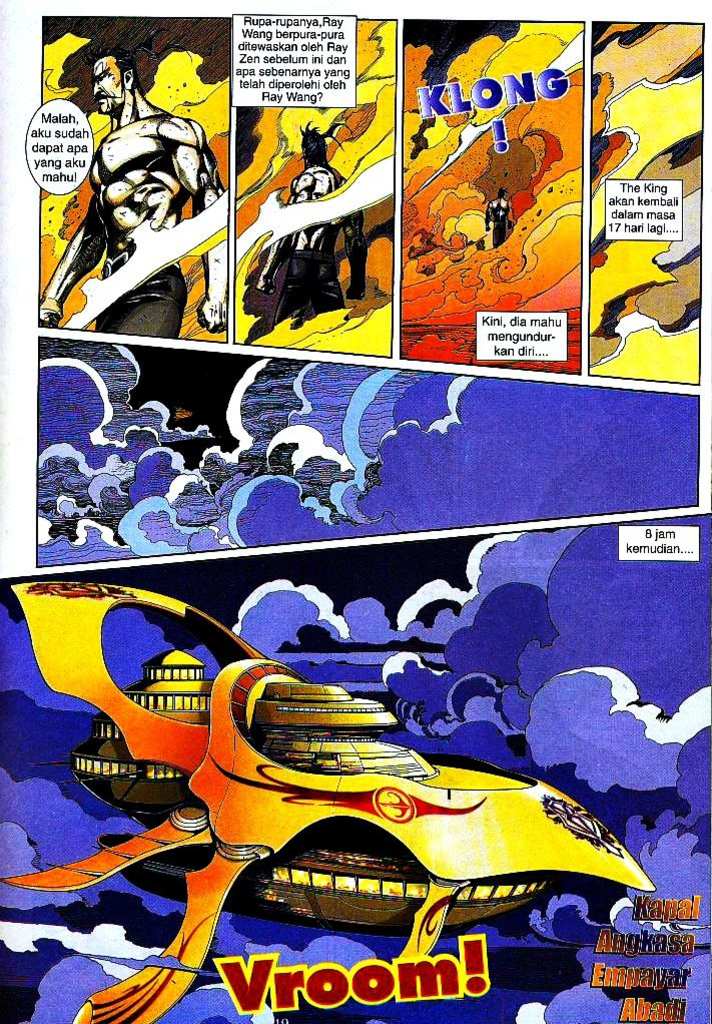 Malah,
aku sudah
dapat apa
yang aku
mahu!
Rupa-rupanya,Ray
Wang berpura-pura
ditewaskan oleh Ray
Zen sebelum ini dan
apa sebenarnya yang
telah diperolehi oleh
Ray Wang?
KLONG
!
Kini, dia mahu
mengundur-
kan diri....
The King
akan kembali
dalam masa
17 hari lagi....
8 jam
kemudian....
Kapal
Angkasa
Empayar
Abadi
Vroom!
19